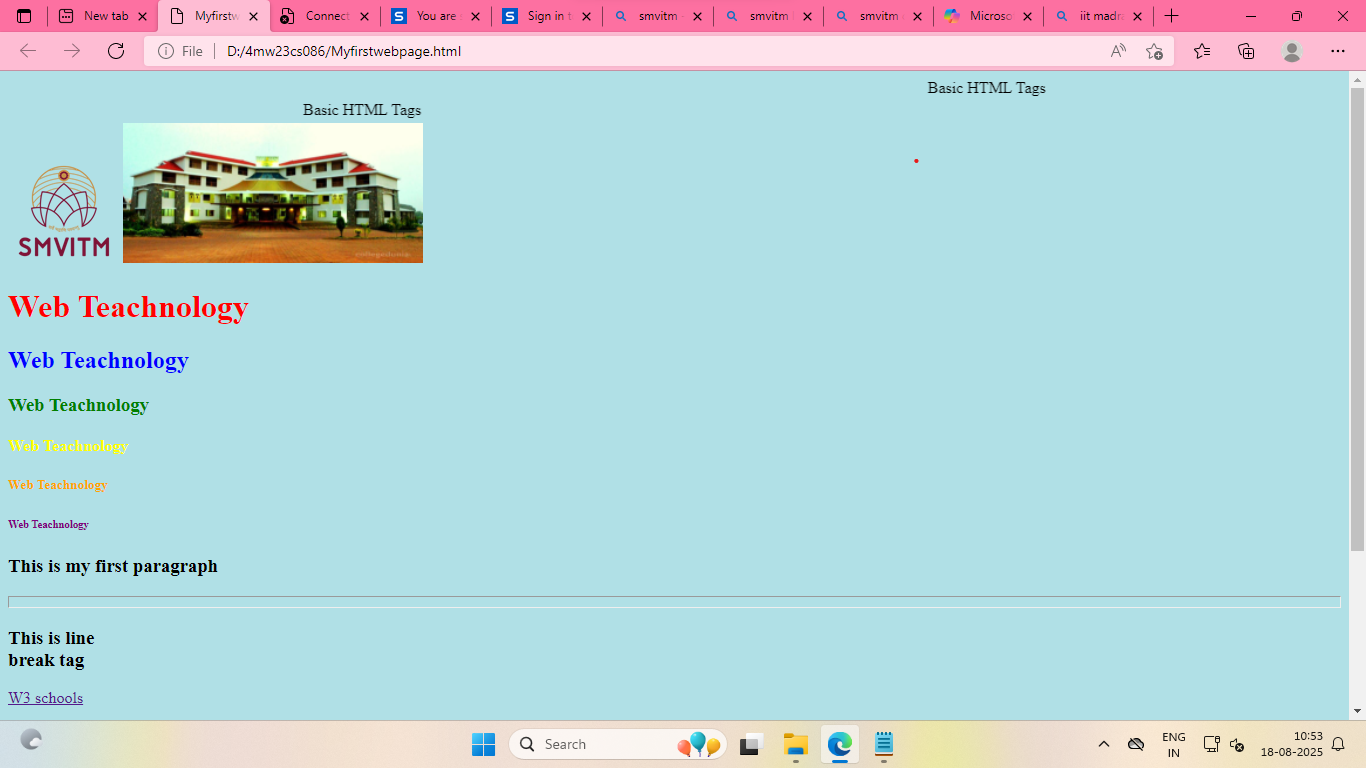 New tab
Myfirstw
Connect
You are
Sign in t
smvitm
smvitm
smvitm
Microso
iit madra
File
D:/4mw23cs086/Myfirstwebpage.html
Basic HTML Tags
Basic HTML Tags
SMVITM
Web Teachnology
Web Teachnology
Web Teachnology
Web Teachnology
Web Teachnology
Web Teachnology
This is my first paragraph
This is line
break tag
W3 schools
Search
ENG
IN
10:53
18-08-2025